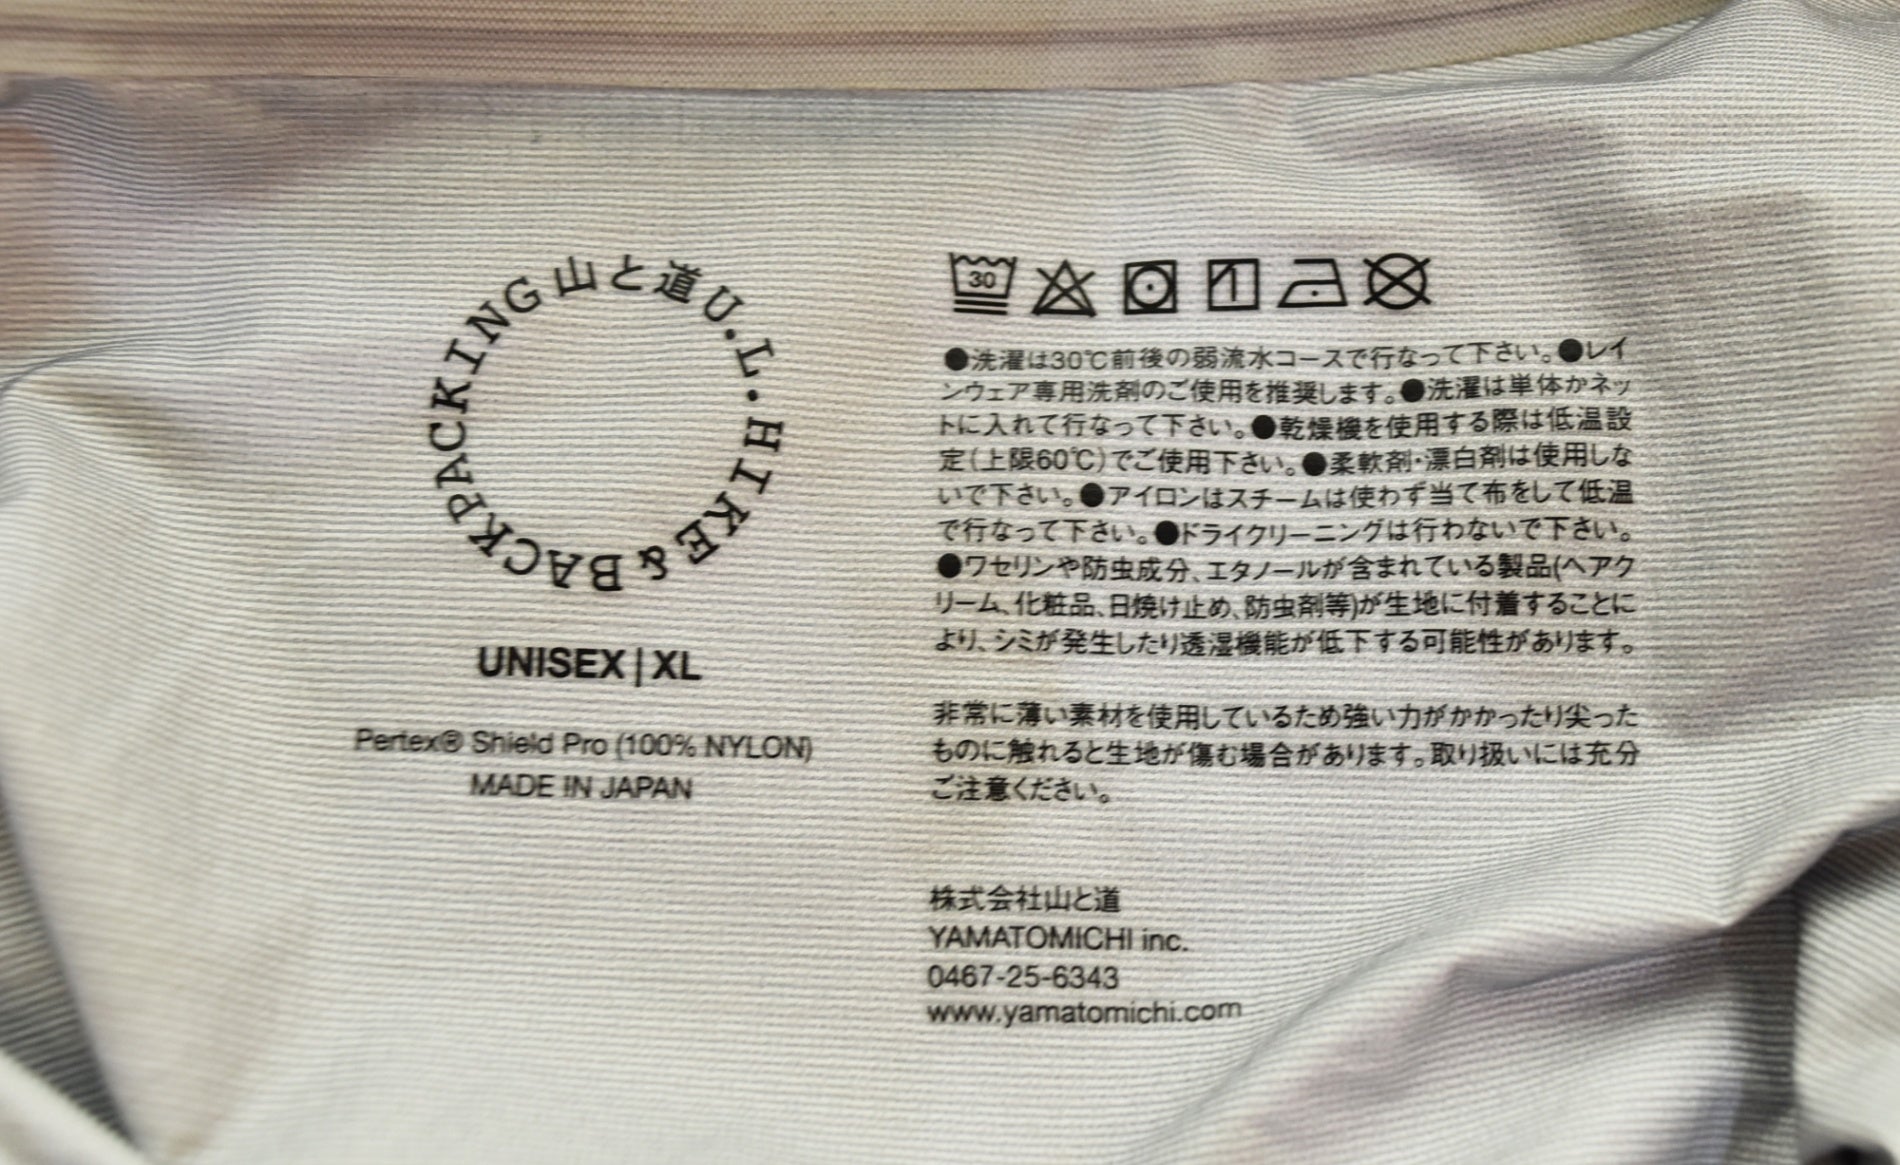 山と道 U.L. HIKE & BACKPACKING
UNISEX | XL
Pertex® Shield Pro (100% NYLON)
MADE IN JAPAN
30
●洗濯は30℃前後の弱流水コースで行なって下さい。●レイ
ンウェア専用洗剤のご使用を推奨します。●洗濯は単体かネッ
トに入れて行なって下さい。●乾燥機を使用する際は低温設
定(上限60℃)でご使用下さい。●柔軟剤・漂白剤は使用しな
いで下さい。●アイロンはスチームは使わず当て布をして低温
で行なって下さい。●ドライクリーニングは行わないで下さい。
●ワセリンや防虫成分、エタノールが含まれている製品(ヘアク
リーム、化粧品、日焼け止め、防虫剤等)が生地に付着することに
より、シミが発生したり透湿機能が低下する可能性があります。
非常に薄い素材を使用しているため強い力がかかったり尖った
ものに触れると生地が傷む場合があります。取り扱いには充分
ご注意ください。
株式会社山と道
YAMATOMICHI inc.
0467-25-6343
www.yamatomichi.com